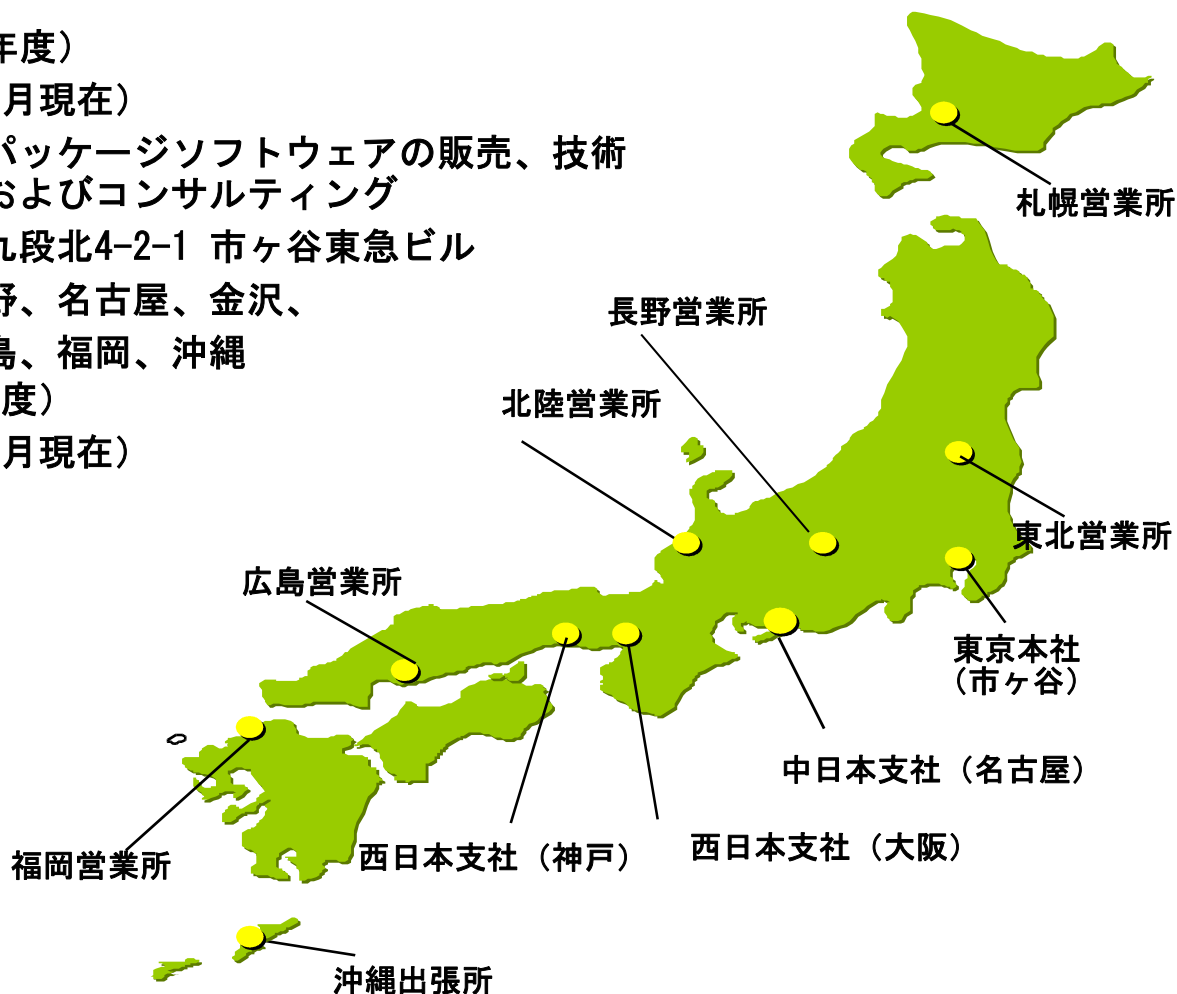 年度）
月現在）
パッケージソフトウェアの販売、技術
およびコンサルティング
九段北4-2-1 市ヶ谷東急ビル
野、名古屋、金沢、
島、福岡、沖縄
度）
月現在）
札幌営業所
長野営業所
北陸営業所
東北営業所
広島営業所
東京本社
（市ヶ谷）
中日本支社（名古屋）
西日本支社（大阪）
西日本支社（神戸）
福岡営業所
沖縄出張所